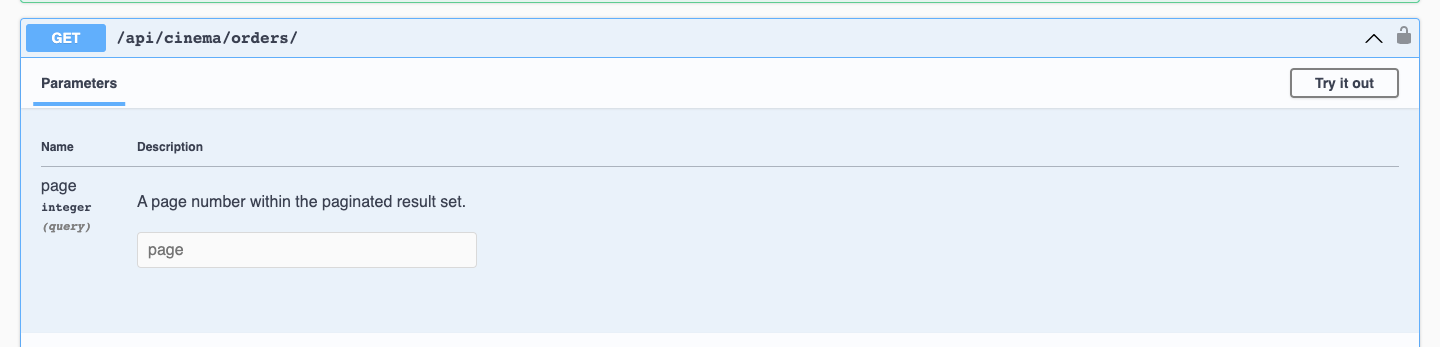 GET /api/cinema/orders/
Parameters
Try it out
Name Description
page
integer
(query)
A page number within the paginated result set.
page